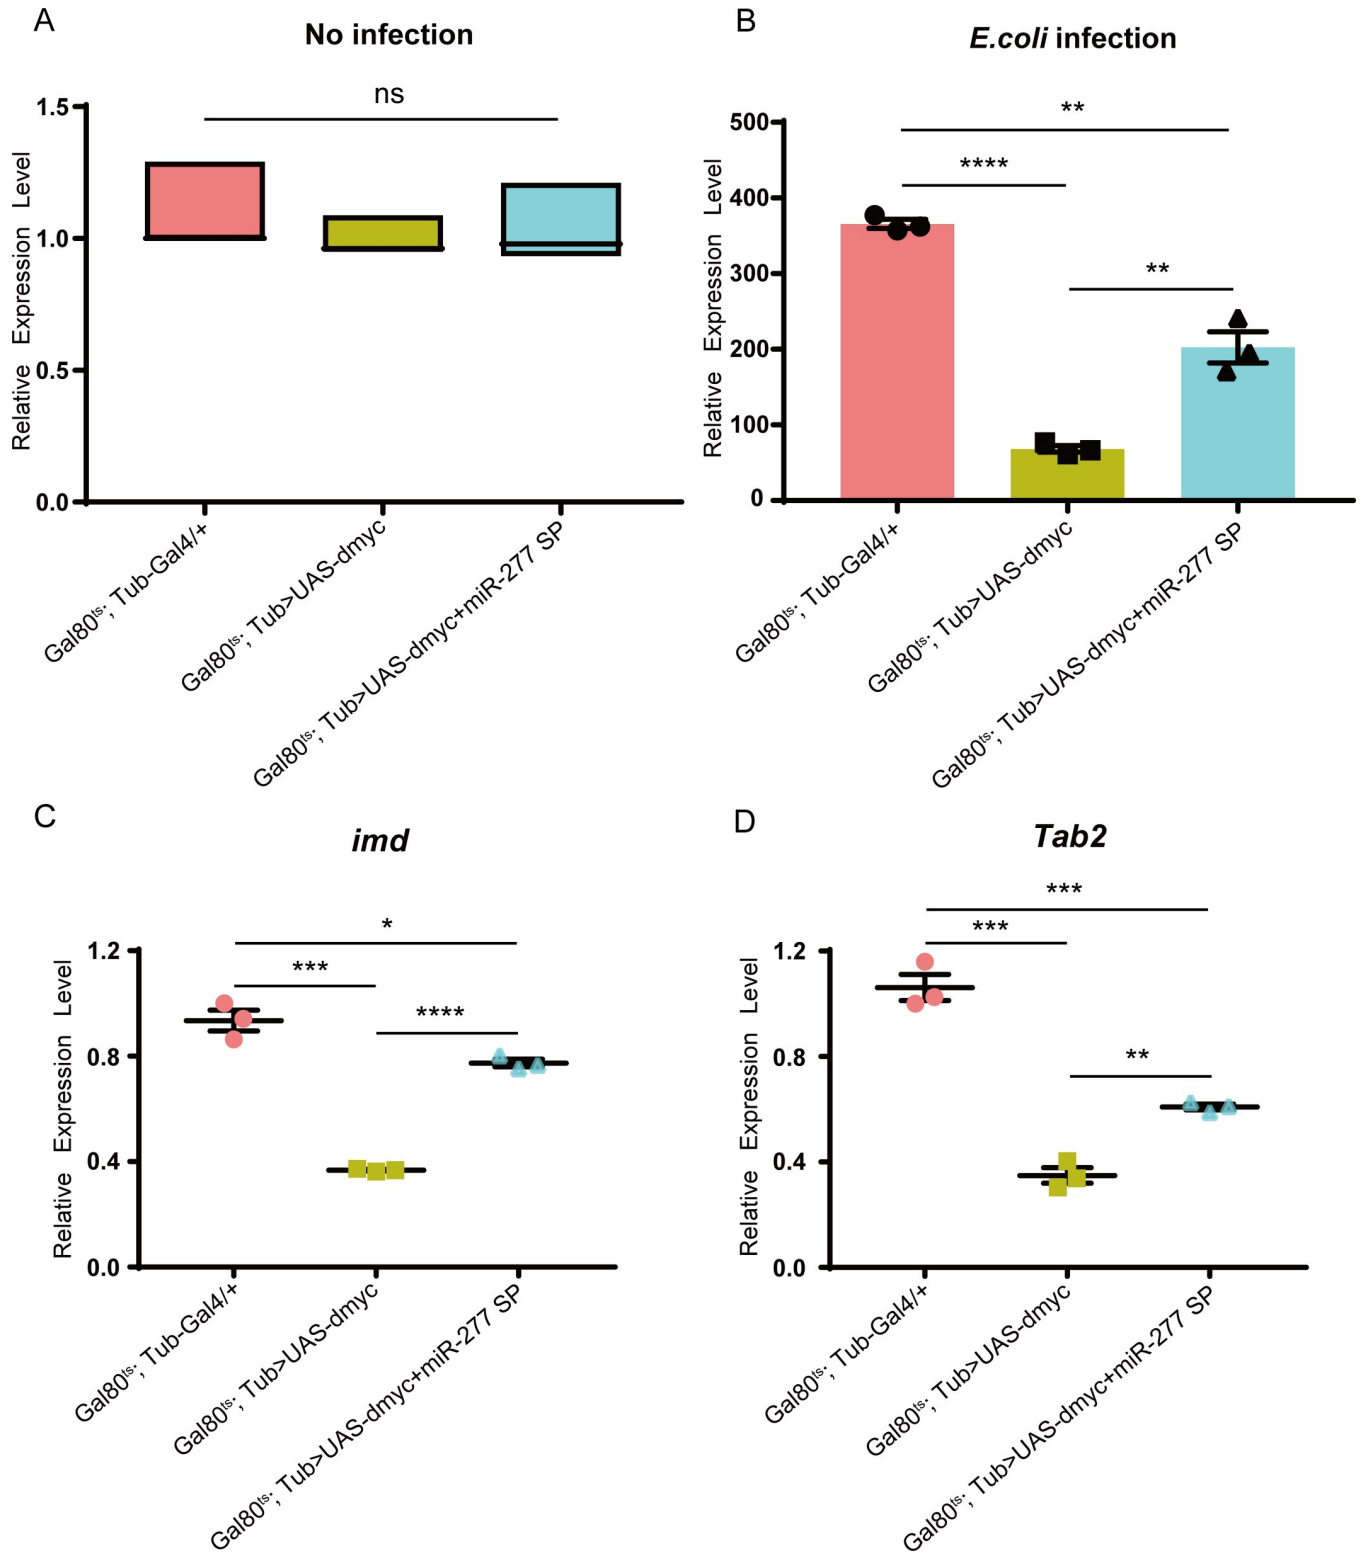 A
No infection
ns
Relative Expression Level
1.5
1.0
0.5
0.0
Gal80ts; Tub-Gal4/+
Gal80ts; Tub>UAS-dmyc
Gal80ts; Tub>UAS-dmyc+miR-277 SP
B
E.coli infection
**
****
**
Relative Expression Level
500
400
300
200
100
0
Gal80ts; Tub-Gal4/+
Gal80ts; Tub>UAS-dmyc
Gal80ts; Tub>UAS-dmyc+miR-277 SP
C
imd
*
***
****
Relative Expression Level
1.2
0.8
0.4
0.0
Gal80ts; Tub-Gal4/+
Gal80ts; Tub>UAS-dmyc
Gal80ts; Tub>UAS-dmyc+miR-277 SP
D
Tab2
***
***
**
Relative Expression Level
1.2
0.8
0.4
0.0
Gal80ts; Tub-Gal4/+
Gal80ts; Tub>UAS-dmyc
Gal80ts; Tub>UAS-dmyc+miR-277 SP